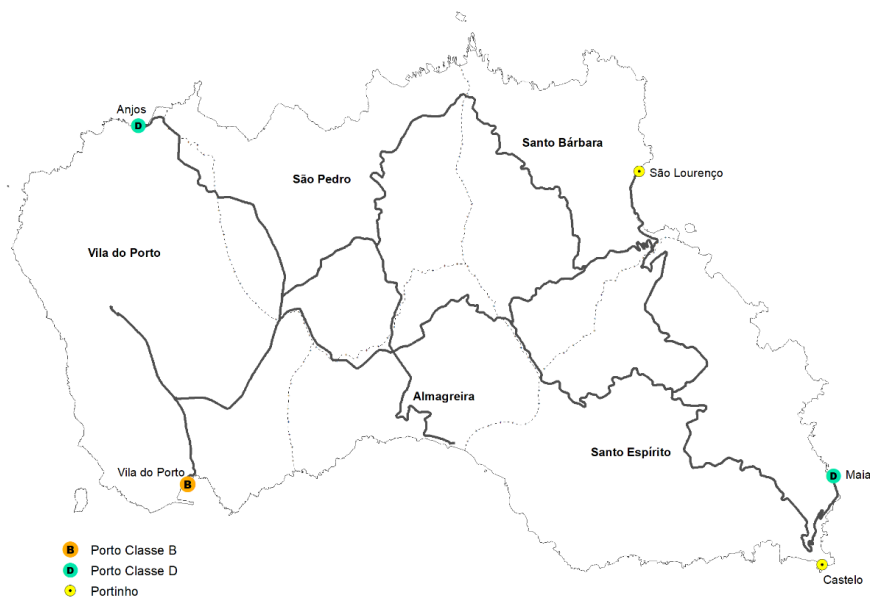 Anjos
D
Santo Bárbara
São Lourenço
São Pedro
Vila do Porto
Almagreira
Santo Espírito
Vila do Porto
B
D
Maia
Castelo
B Porto Classe B
D Porto Classe D
Portinho